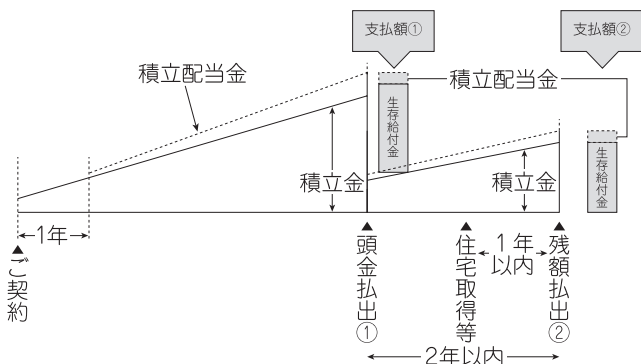 支払額①
支払額②
積立配当金
積立配当金
生存給付金
生存給付金
積立金
積立金
1年
ご契約
頭金払出①
住宅取得等
1年以内
残額払出②
2年以内